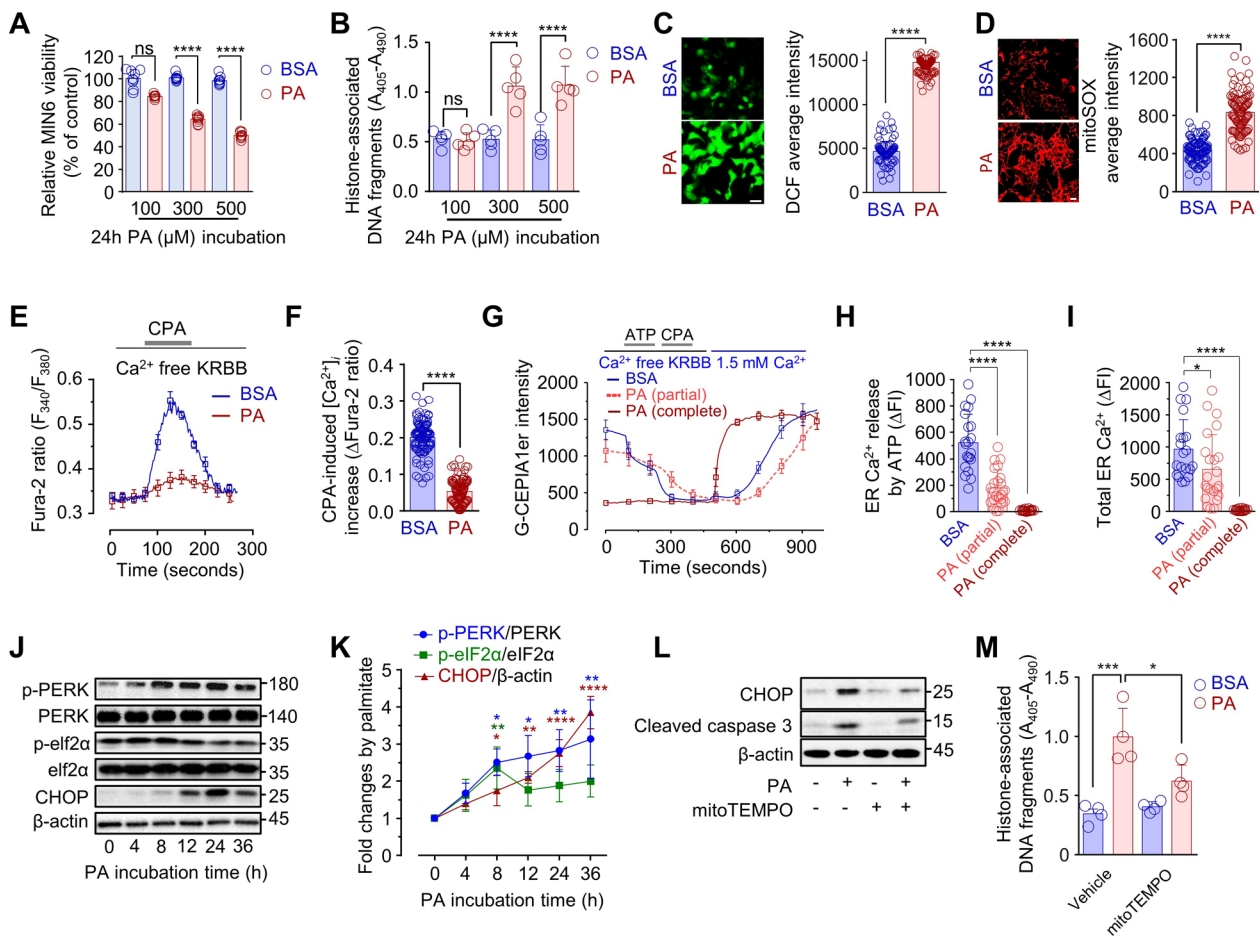 A
Relative MIN6 viability
(% of control)
120
100
80
60
40
20
0
ns
****
****
BSA
PA
100 300 500
24h PA (µM) incubation
B
Histone-associated
DNA fragments (A405-A490)
1.5
1.0
0.5
0.0
ns
****
****
BSA
PA
100 300 500
24h PA (µM) incubation
C
BSA
PA
DCF average intensity
15000
10000
5000
0
****
BSA PA
D
BSA
PA
mitoSOX
average intensity
1600
1200
800
400
0
****
BSA PA
E
CPA
Ca2+ free KRBB
Fura-2 ratio (F340/F380)
0.6
0.5
0.4
0.3
BSA
PA
0 100 200 300
Time (seconds)
F
CPA-induced [Ca2+]i
increase (ΔFura-2 ratio)
0.4
0.3
0.2
0.1
0.0
****
BSA PA
G
ATP CPA
Ca2+ free KRBB 1.5 mM Ca2+
BSA
PA (partial)
PA (complete)
G-CEPIA1er intensity
2000
1500
1000
500
0
0 300 600 900
Time (seconds)
H
ER Ca2+ release
by ATP (ΔFI)
1000
800
600
400
200
0
****
****
BSA
PA (partial)
PA (complete)
I
Total ER Ca2+ (ΔFI)
2000
1500
1000
500
0
****
*
BSA
PA (partial)
PA (complete)
J
p-PERK 180
PERK 140
p-elf2α 35
elf2α 35
CHOP 25
β-actin 45
0 4 8 12 24 36
PA incubation time (h)
K
p-PERK/PERK
p-eIF2α/eIF2α
CHOP/β-actin
Fold changes by palmitate
5
4
3
2
1
0
* * ** **
** ** **** ****
*
0 4 8 12 24 36
PA incubation time (h)
L
CHOP 25
Cleaved caspase 3 15
β-actin 45
PA - + - +
mitoTEMPO - - + +
M
Histone-associated
DNA fragments (A405-A490)
1.5
1.0
0.5
0.0
***
*
BSA
PA
Vehicle
mitoTEMPO